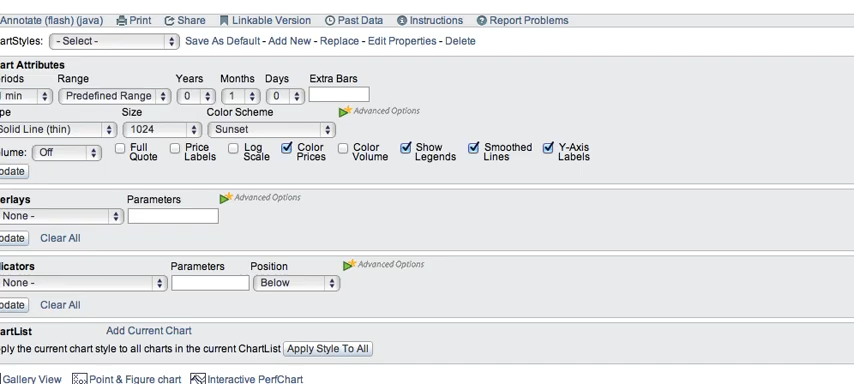 Annotate (flash) (java) Print Share Linkable Version Past Data Instructions Report Problems
artStyles: - Select - Save As Default - Add New - Replace - Edit Properties - Delete
art Attributes
riods Range Years Months Days Extra Bars
min Predefined Range 0 1 0
pe Size Color Scheme Advanced Options
Solid Line (thin) 1024 Sunset
lume: Off Full Quote Price Labels Log Scale Color Prices Color Volume Show Legends Smoothed Lines Y-Axis Labels
pdate
erlays Parameters Advanced Options
None -
pdate Clear All
dicators Parameters Position Advanced Options
None - Below
pdate Clear All
artList Add Current Chart
ply the current chart style to all charts in the current ChartList Apply Style To All
Gallery View Point & Figure chart Interactive PerfChart